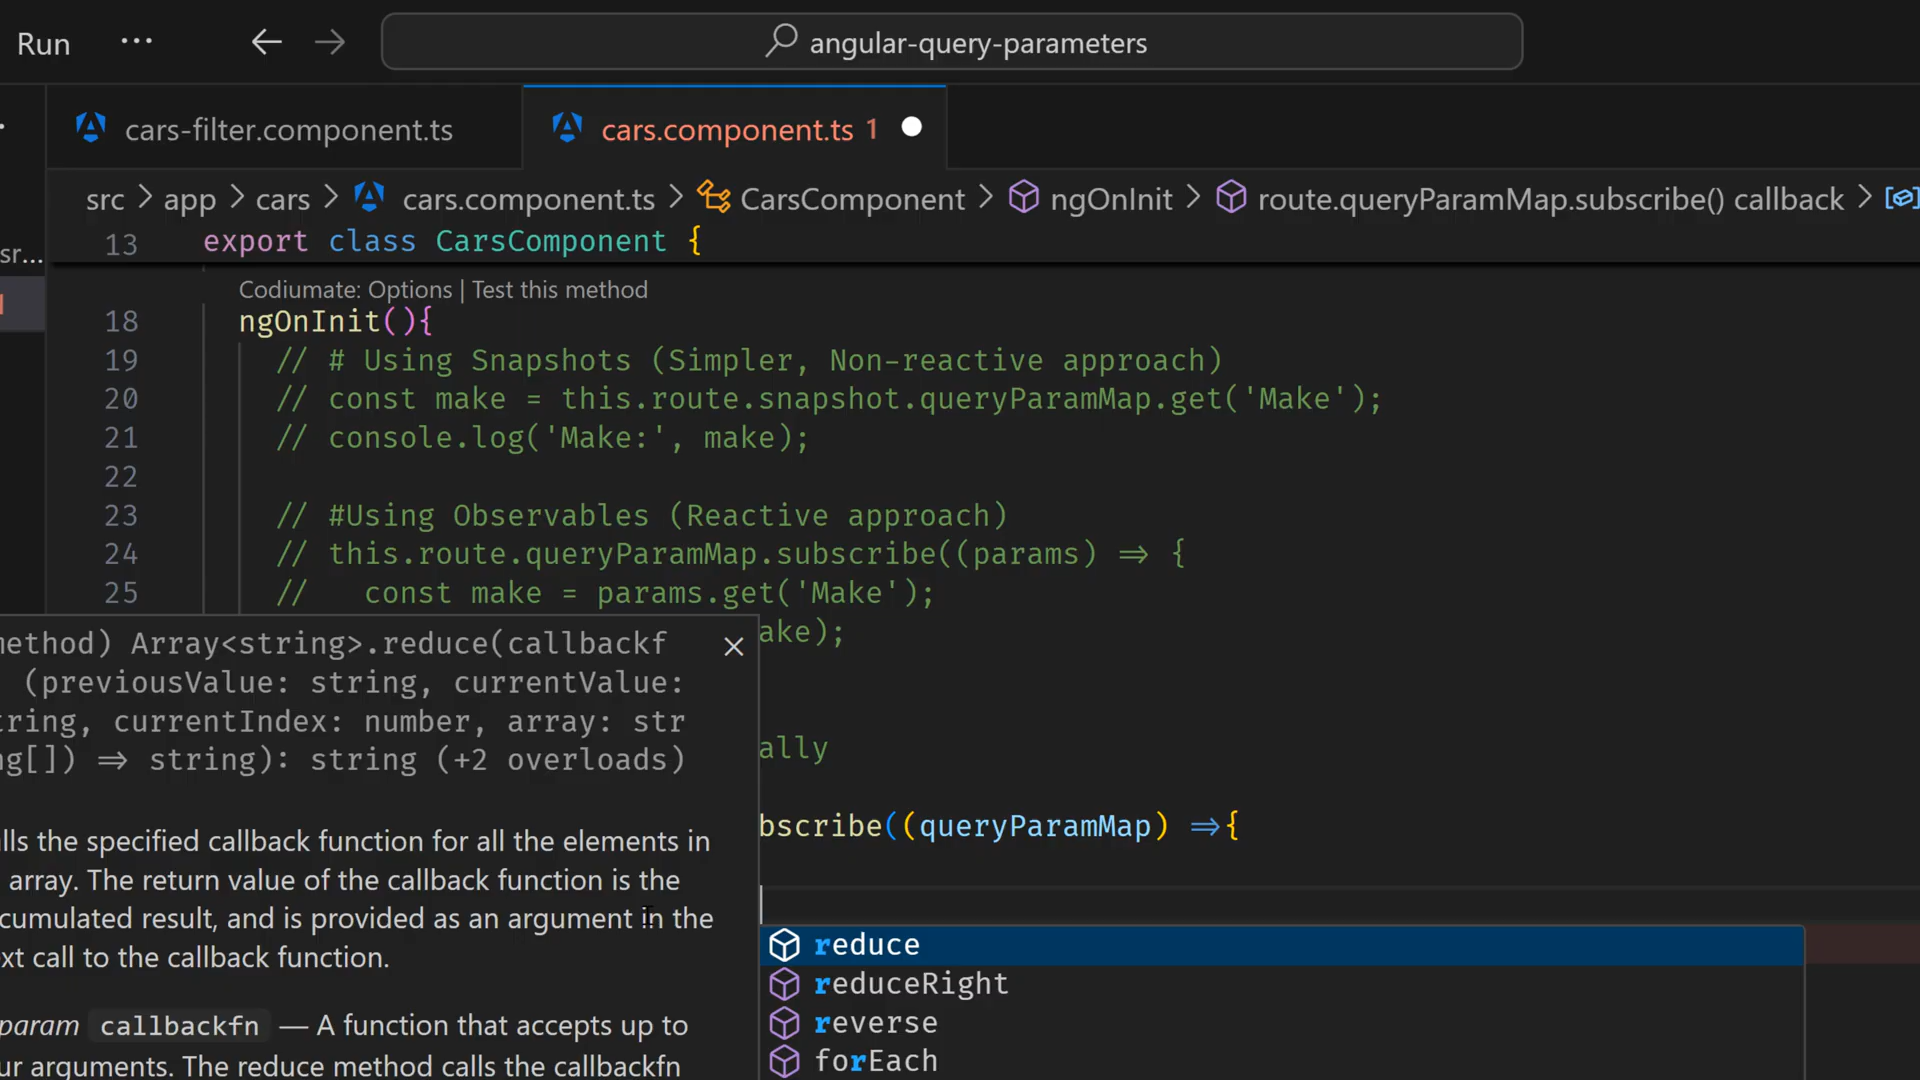 Run ··· angular-query-parameters
cars-filter.component.ts cars.component.ts 1
src > app > cars > cars.component.ts > CarsComponent > ngOnInit > route.queryParamMap.subscribe() callback >
sr...
13 export class CarsComponent {
Codiumate: Options | Test this method
18 ngOnInit(){
19 // # Using Snapshots (Simpler, Non-reactive approach)
20 // const make = this.route.snapshot.queryParamMap.get('Make');
21 // console.log('Make:', make);
22
23 // #Using Observables (Reactive approach)
24 // this.route.queryParamMap.subscribe((params) => {
25 // const make = params.get('Make');
ake);
ally
bscribe((queryParamMap) =>{
method) Array<string>.reduce(callbackf
(previousValue: string, currentValue:
tring, currentIndex: number, array: str
ng[]) => string): string (+2 overloads)
lls the specified callback function for all the elements in
array. The return value of the callback function is the
cumulated result, and is provided as an argument in the
xt call to the callback function.
param callbackfn — A function that accepts up to
ur arguments. The reduce method calls the callbackfn
reduce
reduceRight
reverse
forEach